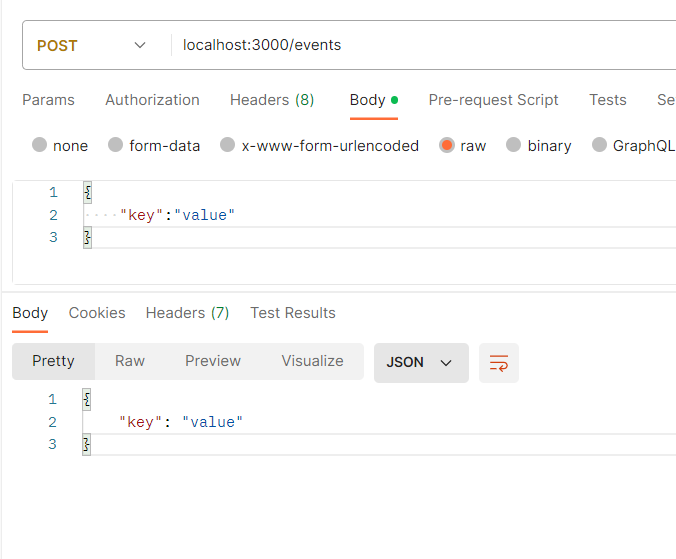 POST localhost:3000/events
Params Authorization Headers (8) Body Pre-request Script Tests Se
none form-data x-www-form-urlencoded raw binary GraphQL
1 {
2 "key":"value"
3 }
Body Cookies Headers (7) Test Results
Pretty Raw Preview Visualize JSON
1 {
2 "key": "value"
3 }